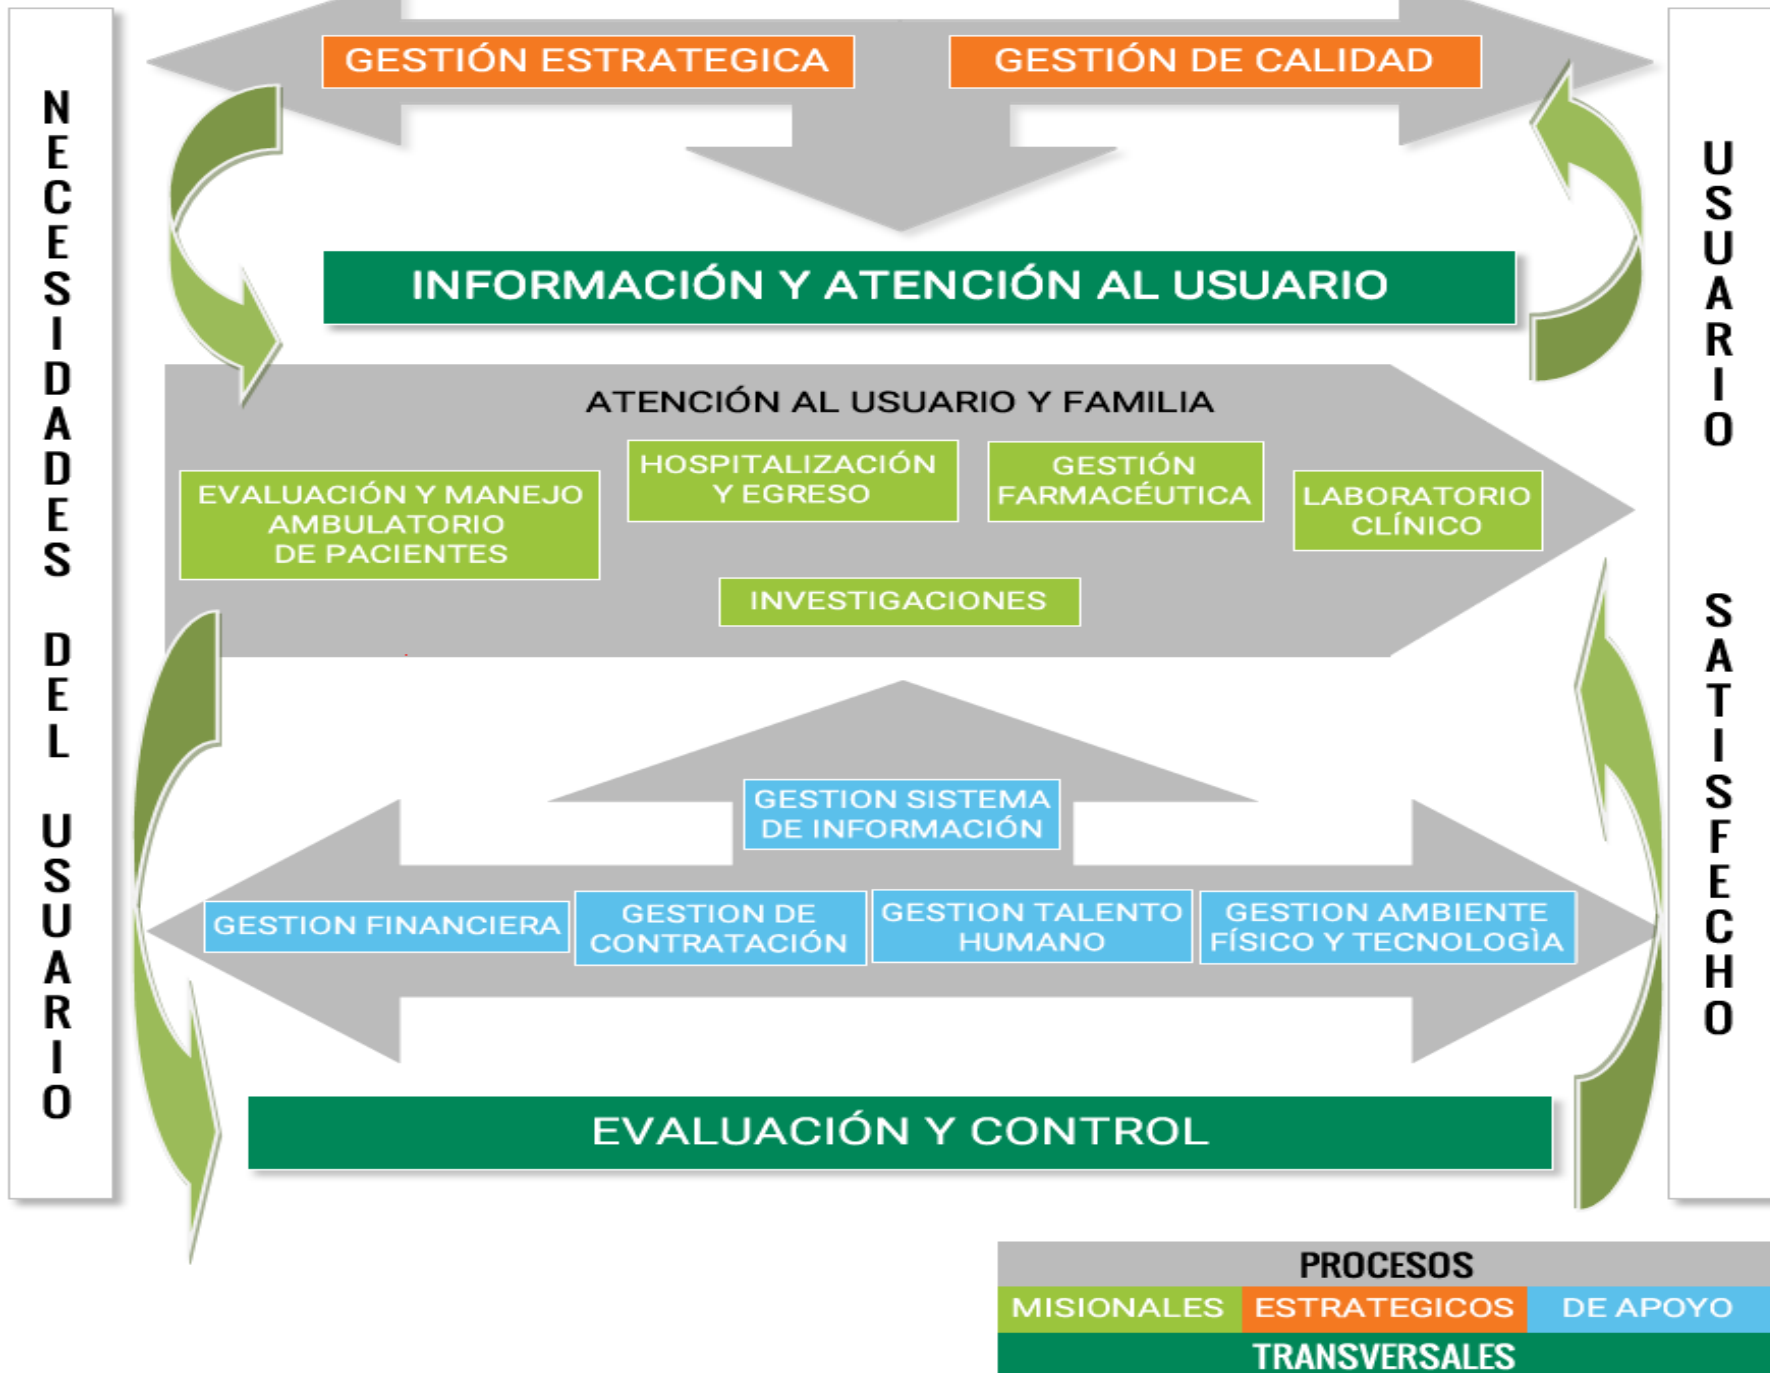 GESTIÓN ESTRATEGICA
GESTIÓN DE CALIDAD
NECESIDADES DEL USUARIO
INFORMACIÓN Y ATENCIÓN AL USUARIO
ATENCIÓN AL USUARIO Y FAMILIA
EVALUACIÓN Y MANEJO
AMBULATORIO
DE PACIENTES
HOSPITALIZACIÓN
Y EGRESO
GESTIÓN
FARMACÉUTICA
LABORATORIO
CLÍNICO
INVESTIGACIONES
GESTION SISTEMA
DE INFORMACIÓN
GESTION FINANCIERA
GESTION DE
CONTRATACIÓN
GESTION TALENTO
HUMANO
GESTION AMBIENTE
FÍSICO Y TECNOLOGÌA
EVALUACIÓN Y CONTROL
USUARIO SATISFECHO
PROCESOS
MISIONALES
ESTRATEGICOS
DE APOYO
TRANSVERSALES